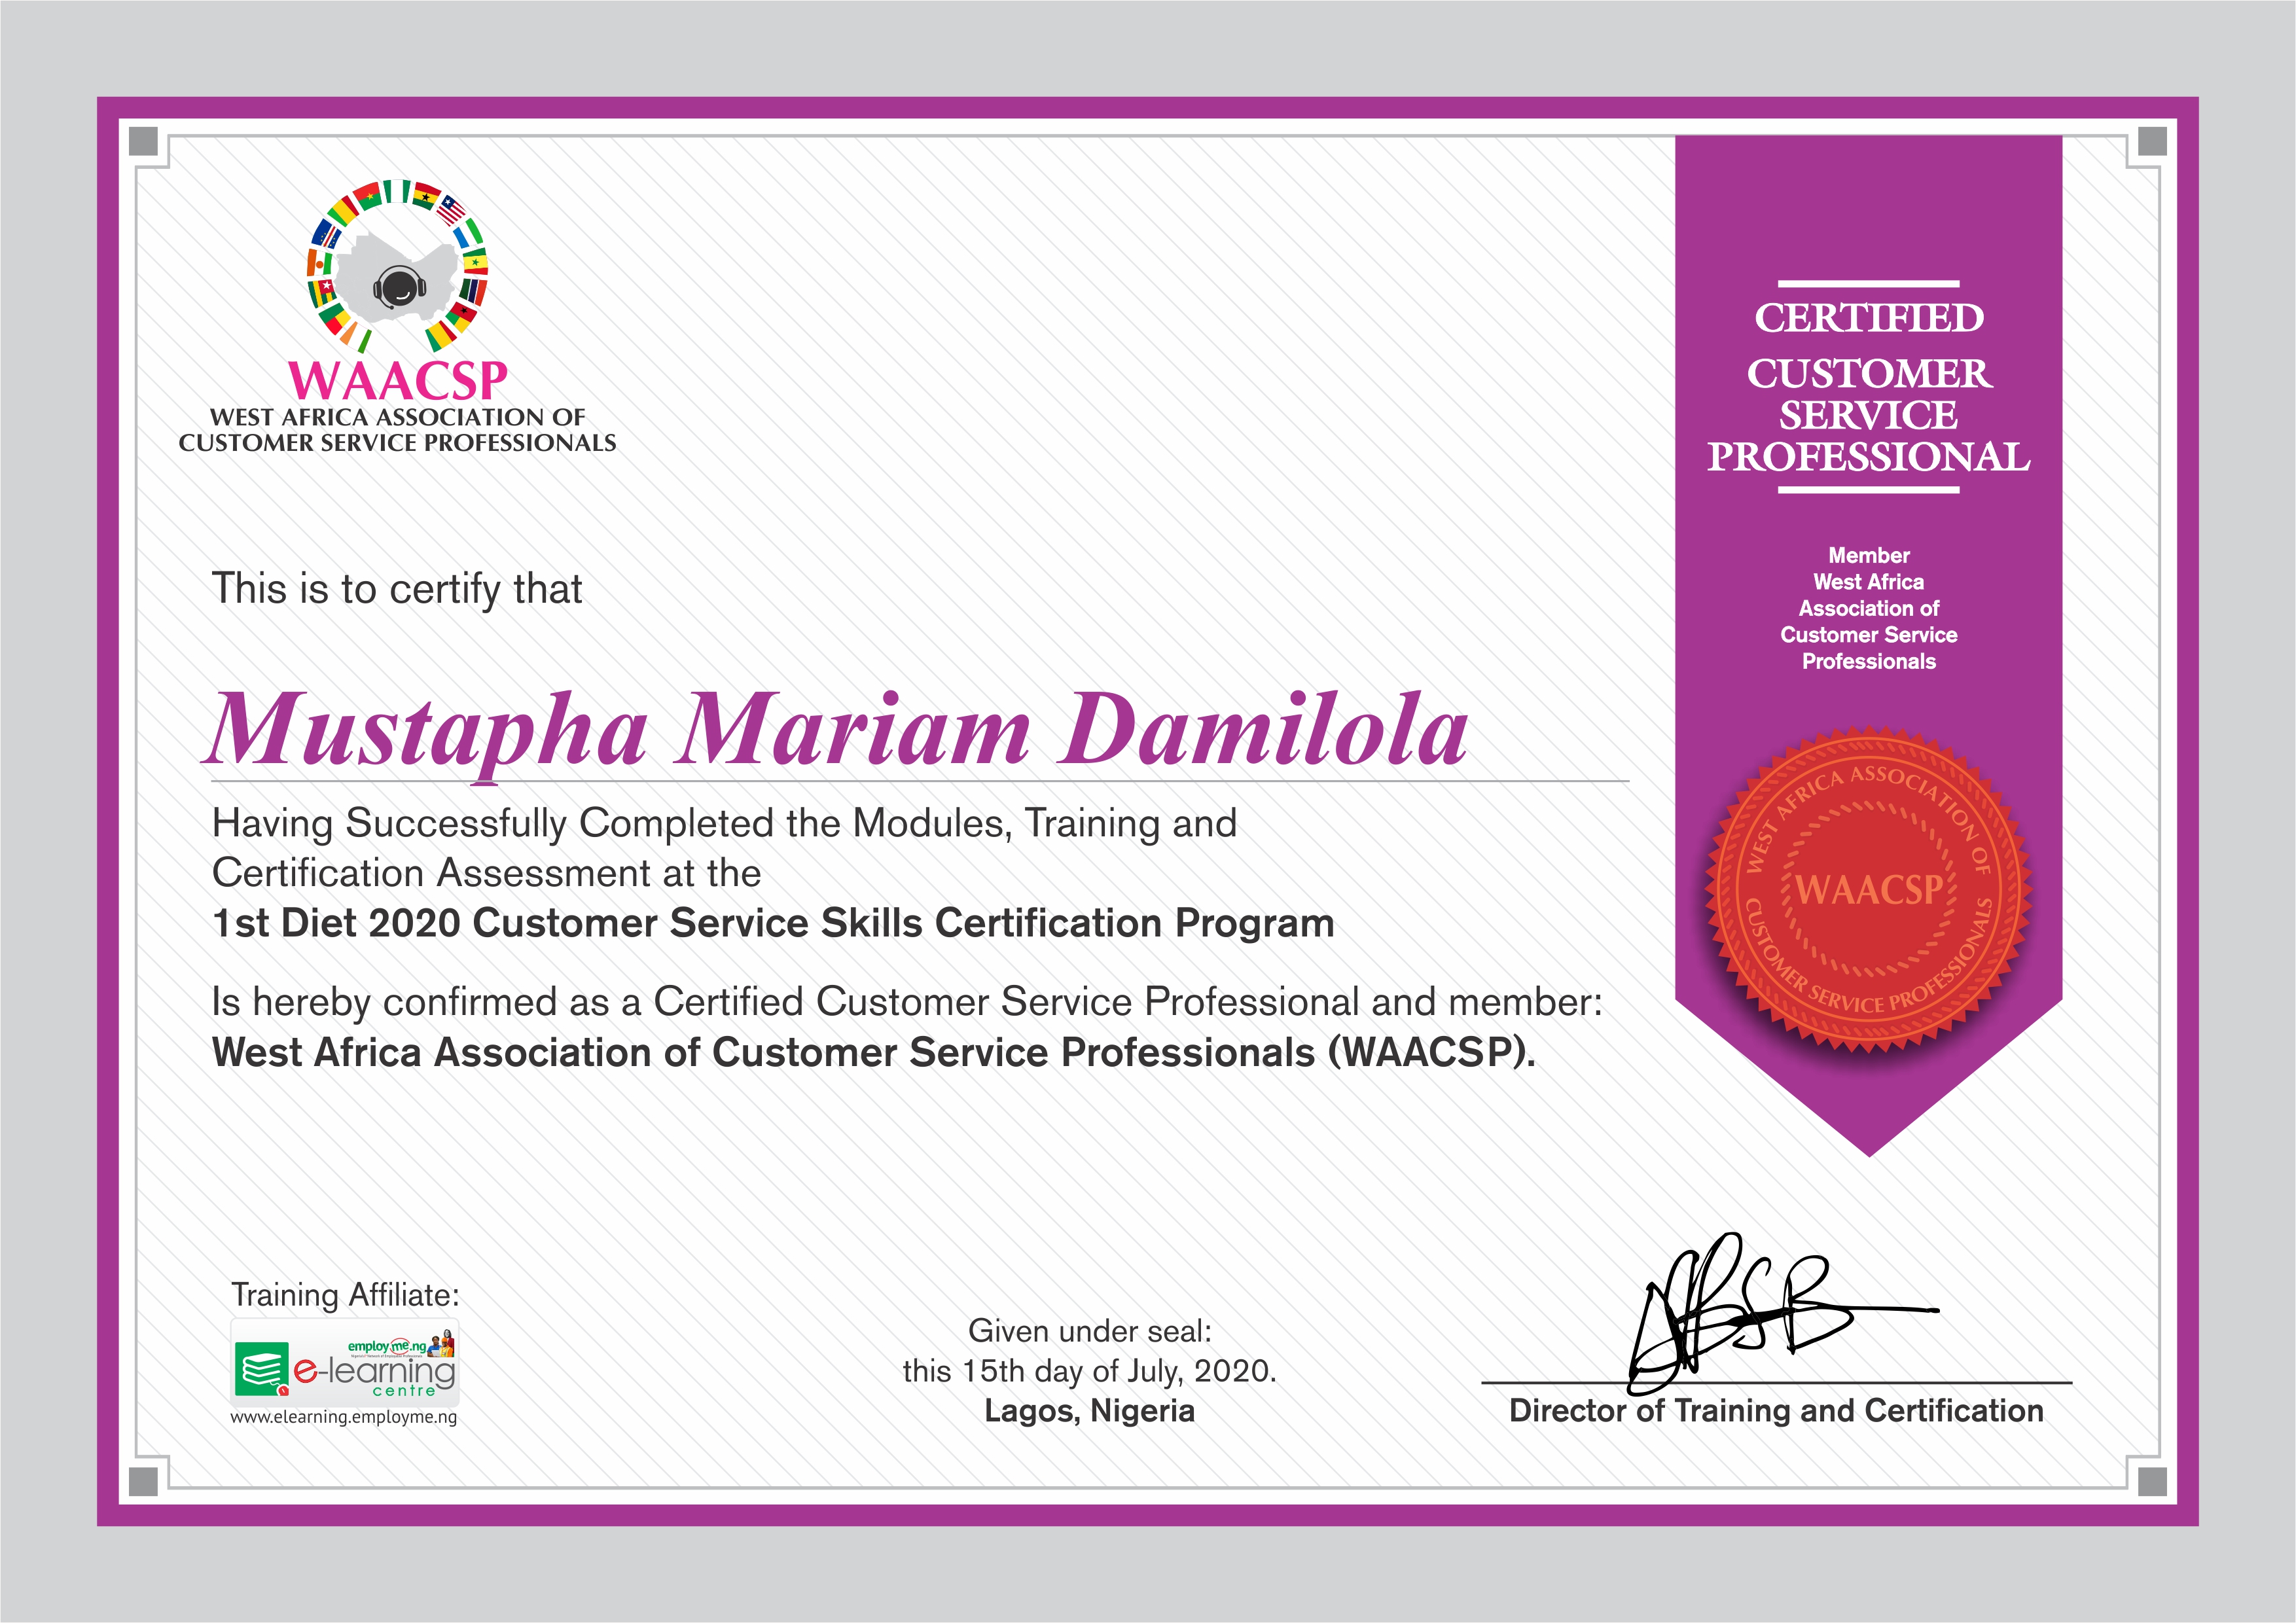 WAACSP
WEST AFRICA ASSOCIATION OF
CUSTOMER SERVICE PROFESSIONALS
CERTIFIED
CUSTOMER
SERVICE
PROFESSIONAL
Member
West Africa
Association of
Customer Service
Professionals
This is to certify that
Mustapha Mariam Damilola
Having Successfully Completed the Modules, Training and
Certification Assessment at the
1st Diet 2020 Customer Service Skills Certification Program
Is hereby confirmed as a Certified Customer Service Professional and member:
West Africa Association of Customer Service Professionals (WAACSP).
WEST AFRICA ASSOCIATION OF
WAACSP
CUSTOMER SERVICE PROFESSIONALS
Training Affiliate:
employme.ng
e-learning
centre
www.elearning.employme.ng
Given under seal:
this 15th day of July, 2020.
Lagos, Nigeria
Director of Training and Certification